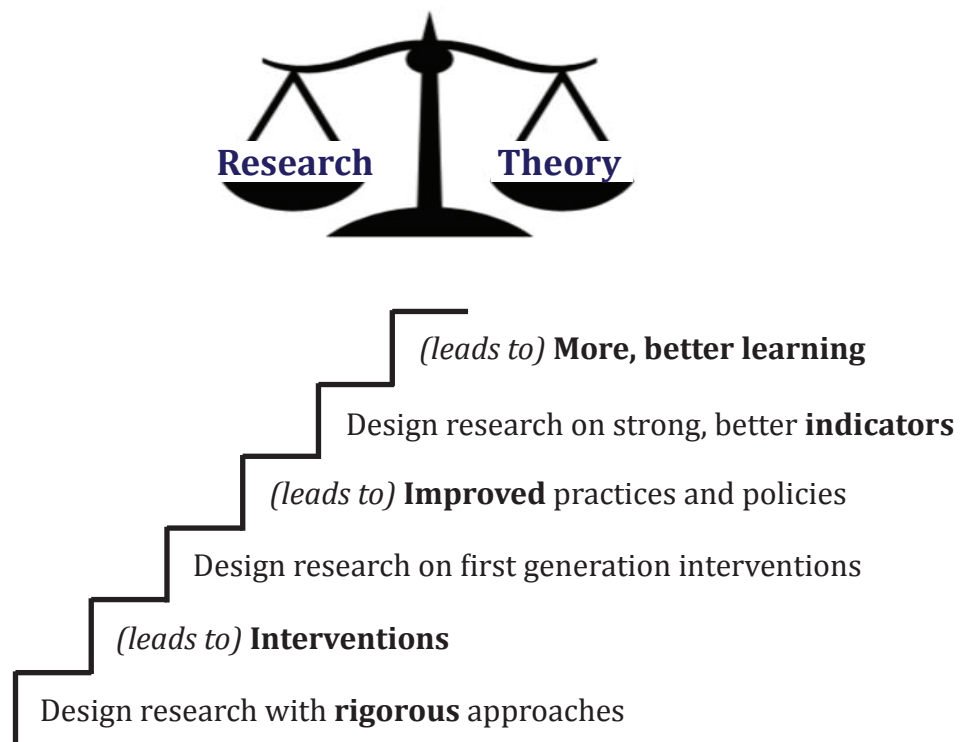 Research Theory
(leads to) More, better learning
Design research on strong, better indicators
(leads to) Improved practices and policies
Design research on first generation interventions
(leads to) Interventions
Design research with rigorous approaches